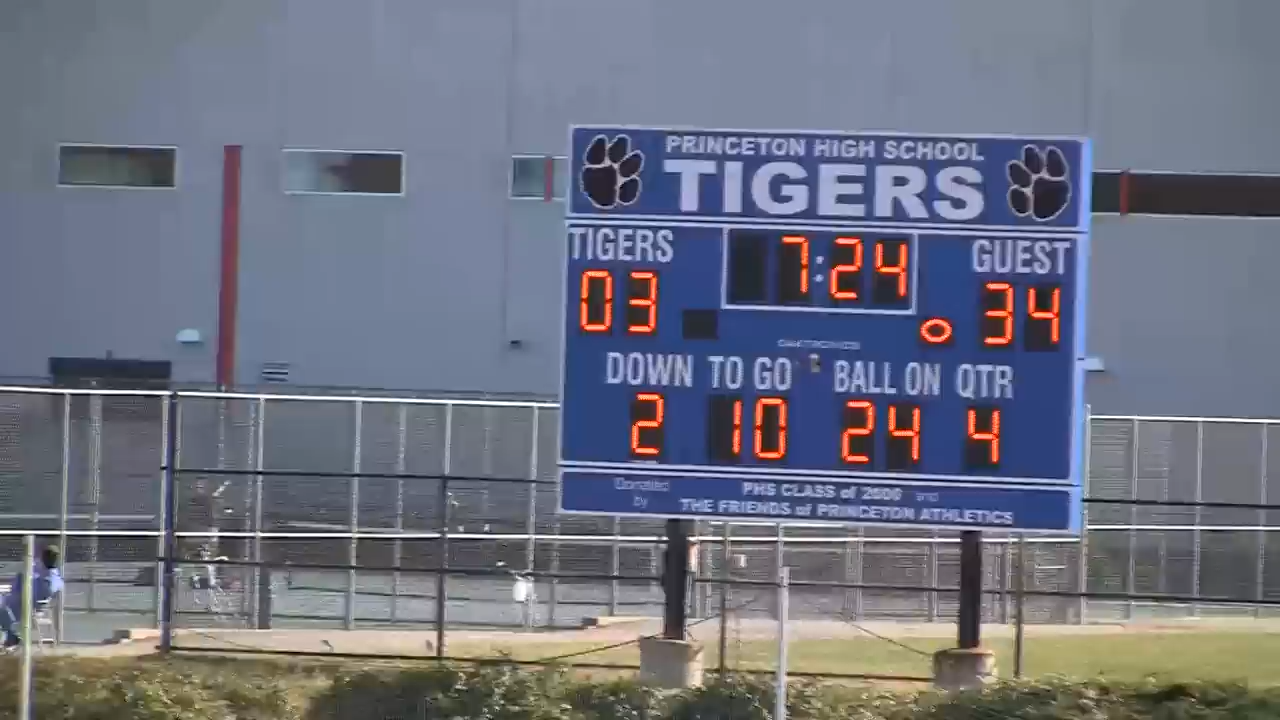 PRINCETON HIGH SCHOOL
TIGERS
TIGERS 7:24 GUEST
03 34
DAKTRONICS
DOWN TO GO BALL ON QTR
2 10 24 4
Donated by PHS CLASS of 2000 and
THE FRIENDS of PRINCETON ATHLETICS